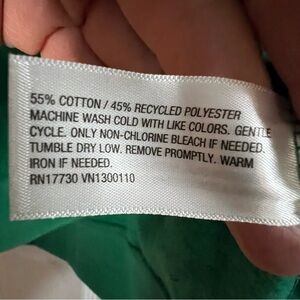 55% COTTON / 45% RECYCLED POLYESTER
MACHINE WASH COLD WITH LIKE COLORS. GENTLE
CYCLE. ONLY NON-CHLORINE BLEACH IF NEEDED.
TUMBLE DRY LOW. REMOVE PROMPTLY. WARM
IRON IF NEEDED.
RN17730 VN1300110